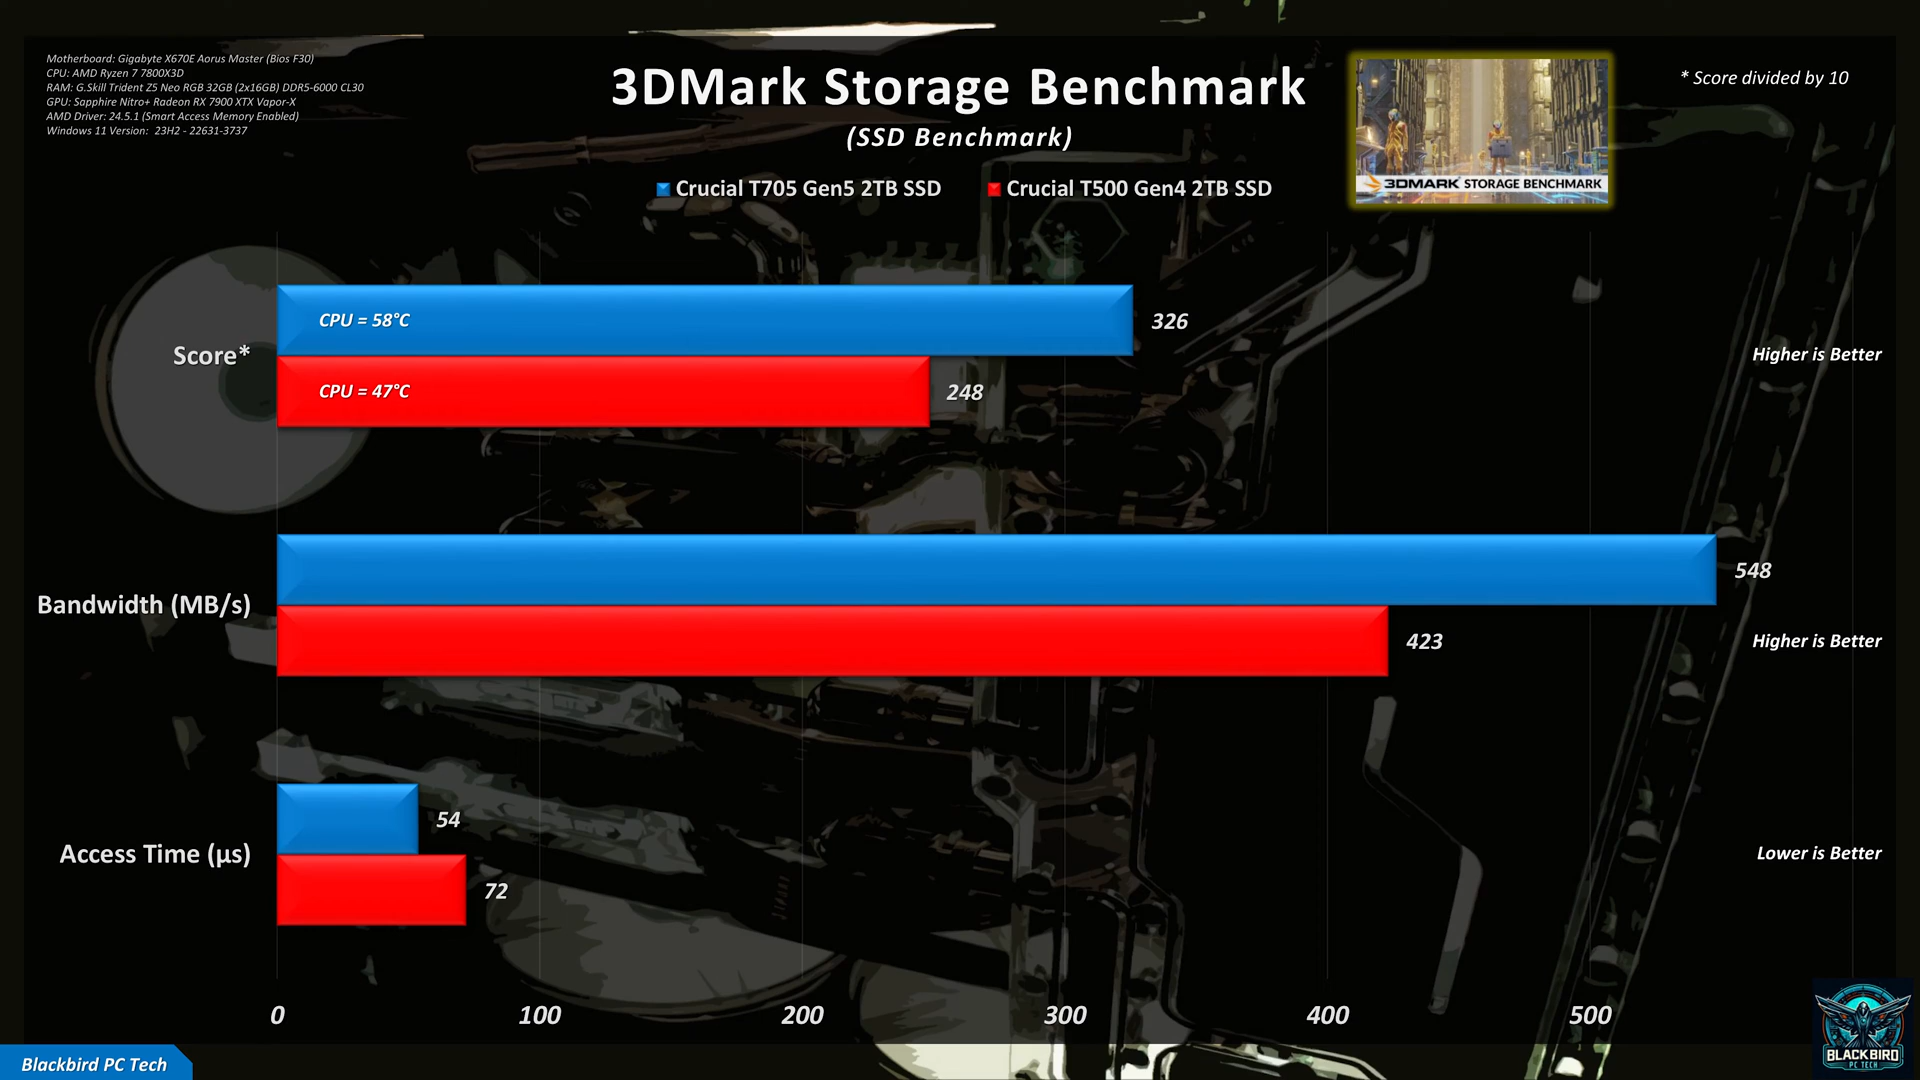 Motherboard: Gigabyte X670E Aorus Master (Bios F30)
CPU: AMD Ryzen 7 7800X3D
RAM: G.Skill Trident Z5 Neo RGB 32GB (2x16GB) DDR5-6000 CL30
GPU: Sapphire Nitro+ Radeon RX 7900 XTX Vapor-X
AMD Driver: 24.5.1 (Smart Access Memory Enabled)
Windows 11 Version: 23H2 - 22631-3737
3DMark Storage Benchmark
(SSD Benchmark)
Crucial T705 Gen5 2TB SSD
Crucial T500 Gen4 2TB SSD
3DMARK STORAGE BENCHMARK
* Score divided by 10
Score*
CPU = 58°C
326
CPU = 47°C
248
Higher is Better
Bandwidth (MB/s)
548
423
Higher is Better
Access Time (µs)
54
72
Lower is Better
0 100 200 300 400 500
Blackbird PC Tech
BLACKBIRD
PC TECH